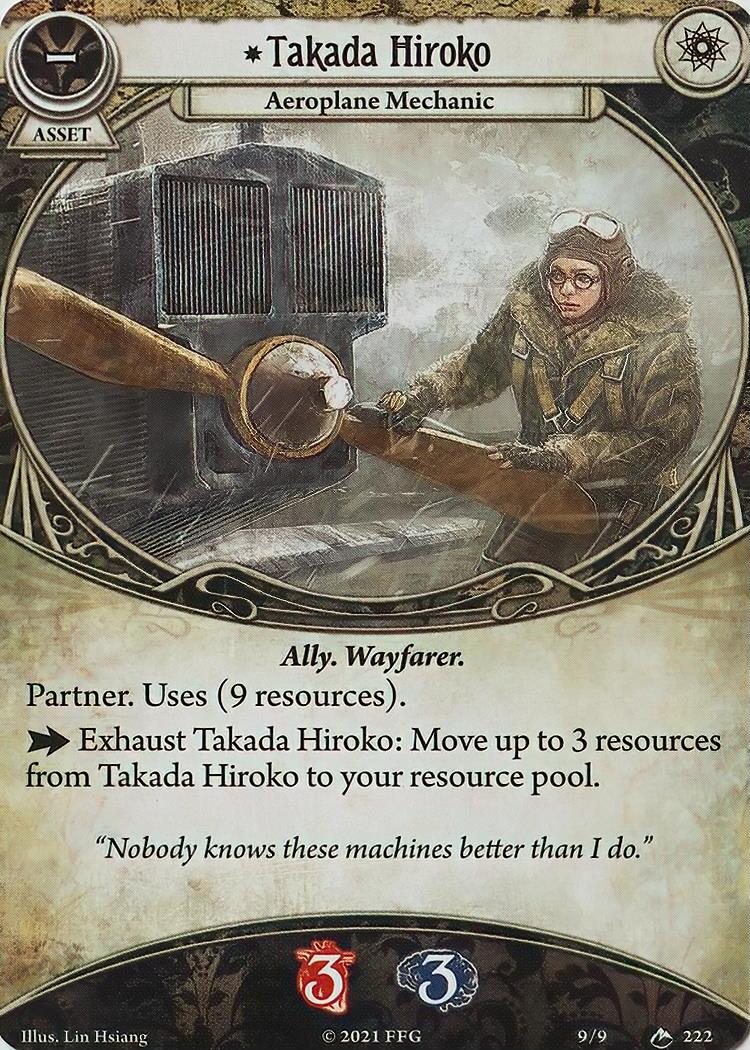 Takada Hiroko
Aeroplane Mechanic
ASSET
Ally. Wayfarer.
Partner. Uses (9 resources).
Exhaust Takada Hiroko: Move up to 3 resources
from Takada Hiroko to your resource pool.
“Nobody knows these machines better than I do.”
3 3
Illus. Lin Hsiang © 2021 FFG 9/9 222